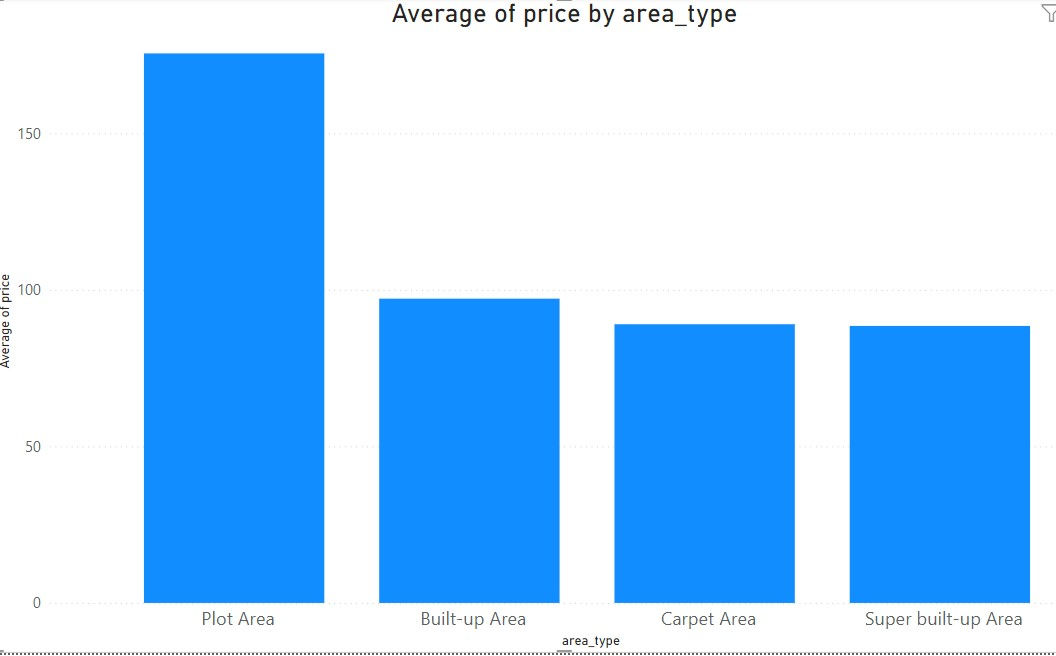 Average of price by area_type
Average of price
150
100
50
0
Plot Area
Built-up Area
Carpet Area
Super built-up Area
area_type